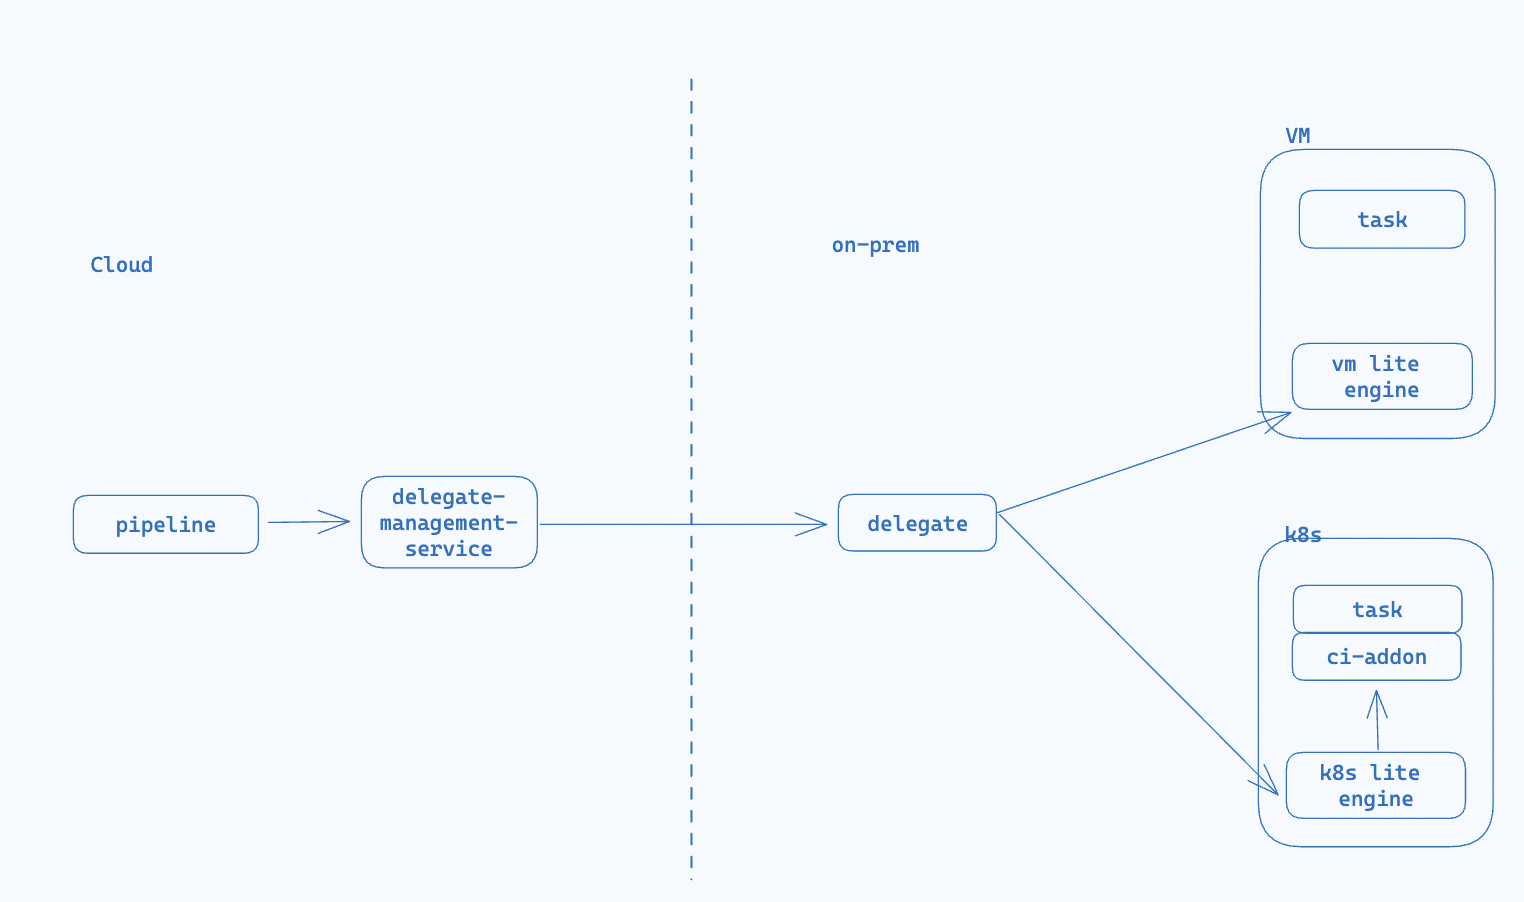 VM
task
on-prem
Cloud
vm lite
engine
pipeline
delegate-
management-
service
delegate
k8s
task
ci-addon
k8s lite
engine